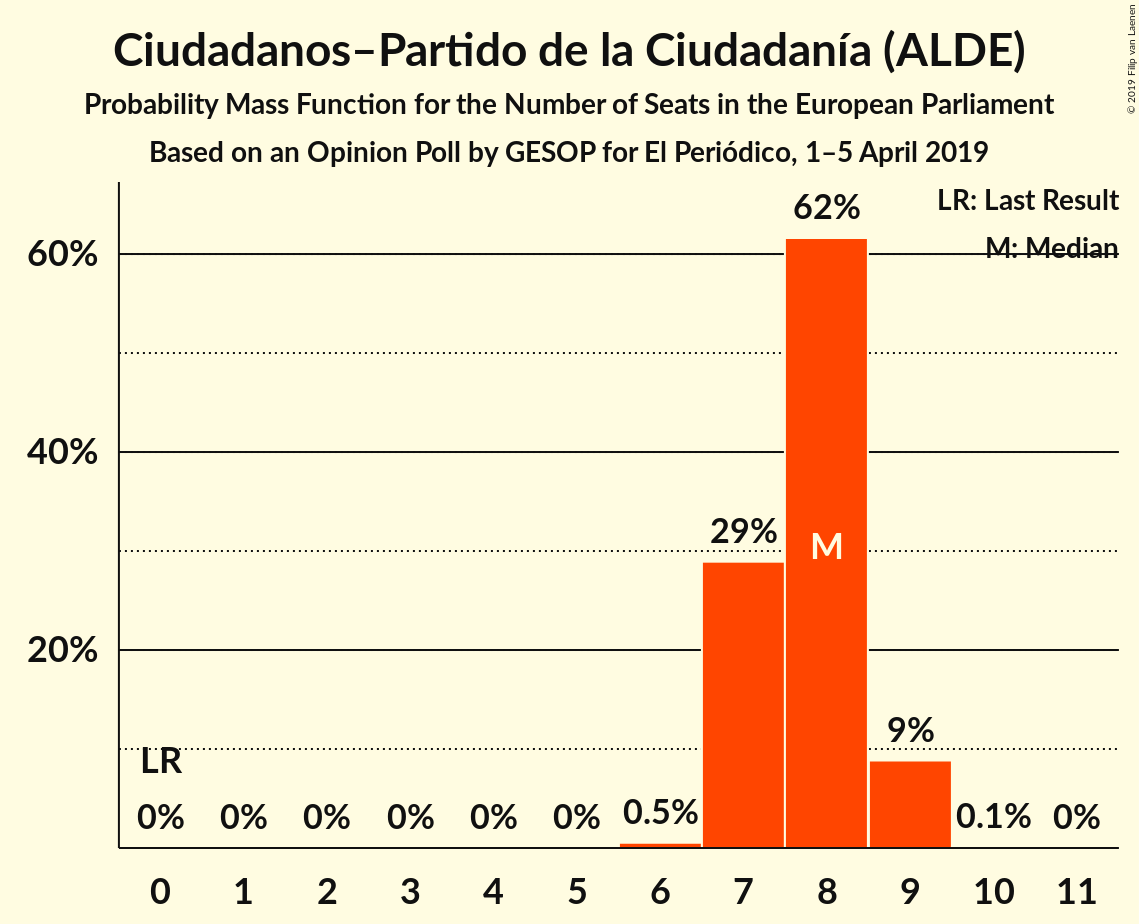 Ciudadanos–Partido de la Ciudadanía (ALDE)
Probability Mass Function for the Number of Seats in the European Parliament
Based on an Opinion Poll by GESOP for El Periódico, 1–5 April 2019
© 2019 Filip van Laenen
LR: Last Result
M: Median
62%
60%
40%
29%
M
20%
9%
LR
0% 0% 0% 0% 0% 0% 0.5% 0.1% 0%
0 1 2 3 4 5 6 7 8 9 10 11